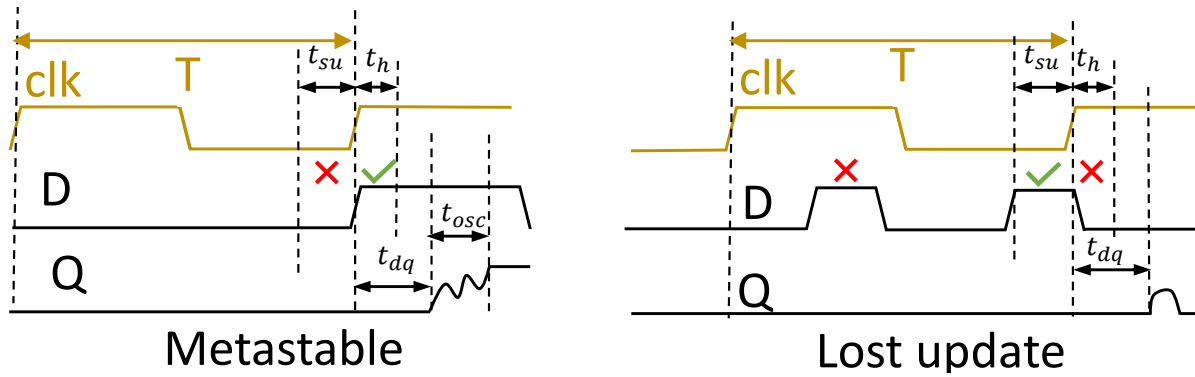 clk
T
t_su
t_h
D
t_osc
t_dq
Q
Metastable
clk
T
t_su
t_h
D
t_dq
Q
Lost update